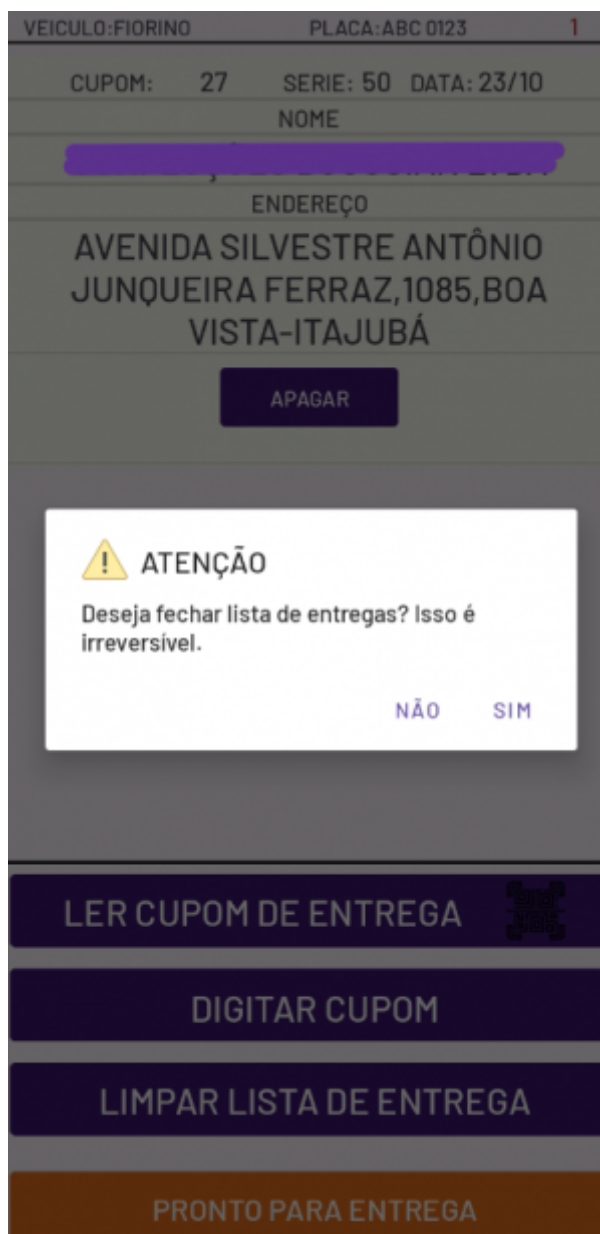 VEICULO:FIORINO PLACA:ABC 0123 1
CUPOM: 27 SERIE: 50 DATA: 23/10
NOME
ENDEREÇO
AVENIDA SILVESTRE ANTÔNIO
JUNQUEIRA FERRAZ,1085,BOA
VISTA-ITAJUBÁ
APAGAR
ATENÇÃO
Deseja fechar lista de entregas? Isso é
irreversível.
NÃO SIM
LER CUPOM DE ENTREGA
DIGITAR CUPOM
LIMPAR LISTA DE ENTREGA
PRONTO PARA ENTREGA